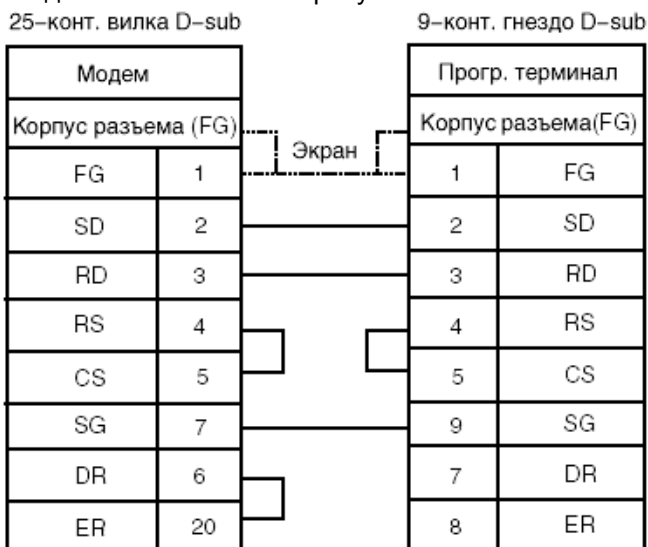 25-конт. вилка D-sub
9-конт. гнездо D-sub
Модем
Прогр. терминал
Корпус разъема (FG)
Экран
Корпус разъема(FG)
FG 1
1 FG
SD 2
2 SD
RD 3
3 RD
RS 4
4 RS
CS 5
5 CS
SG 7
9 SG
DR 6
7 DR
ER 20
8 ER